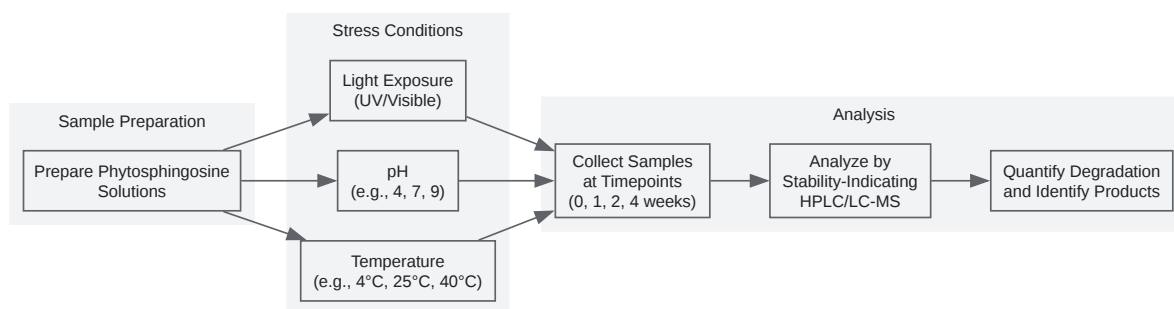 Sample Preparation
Prepare Phytosphingosine
Solutions
Stress Conditions
Light Exposure
(UV/Visible)
pH
(e.g., 4, 7, 9)
Temperature
(e.g., 4°C, 25°C, 40°C)
Analysis
Collect Samples
at Timepoints
(0, 1, 2, 4 weeks)
Analyze by
Stability-Indicating
HPLC/LC-MS
Quantify Degradation
and Identify Products